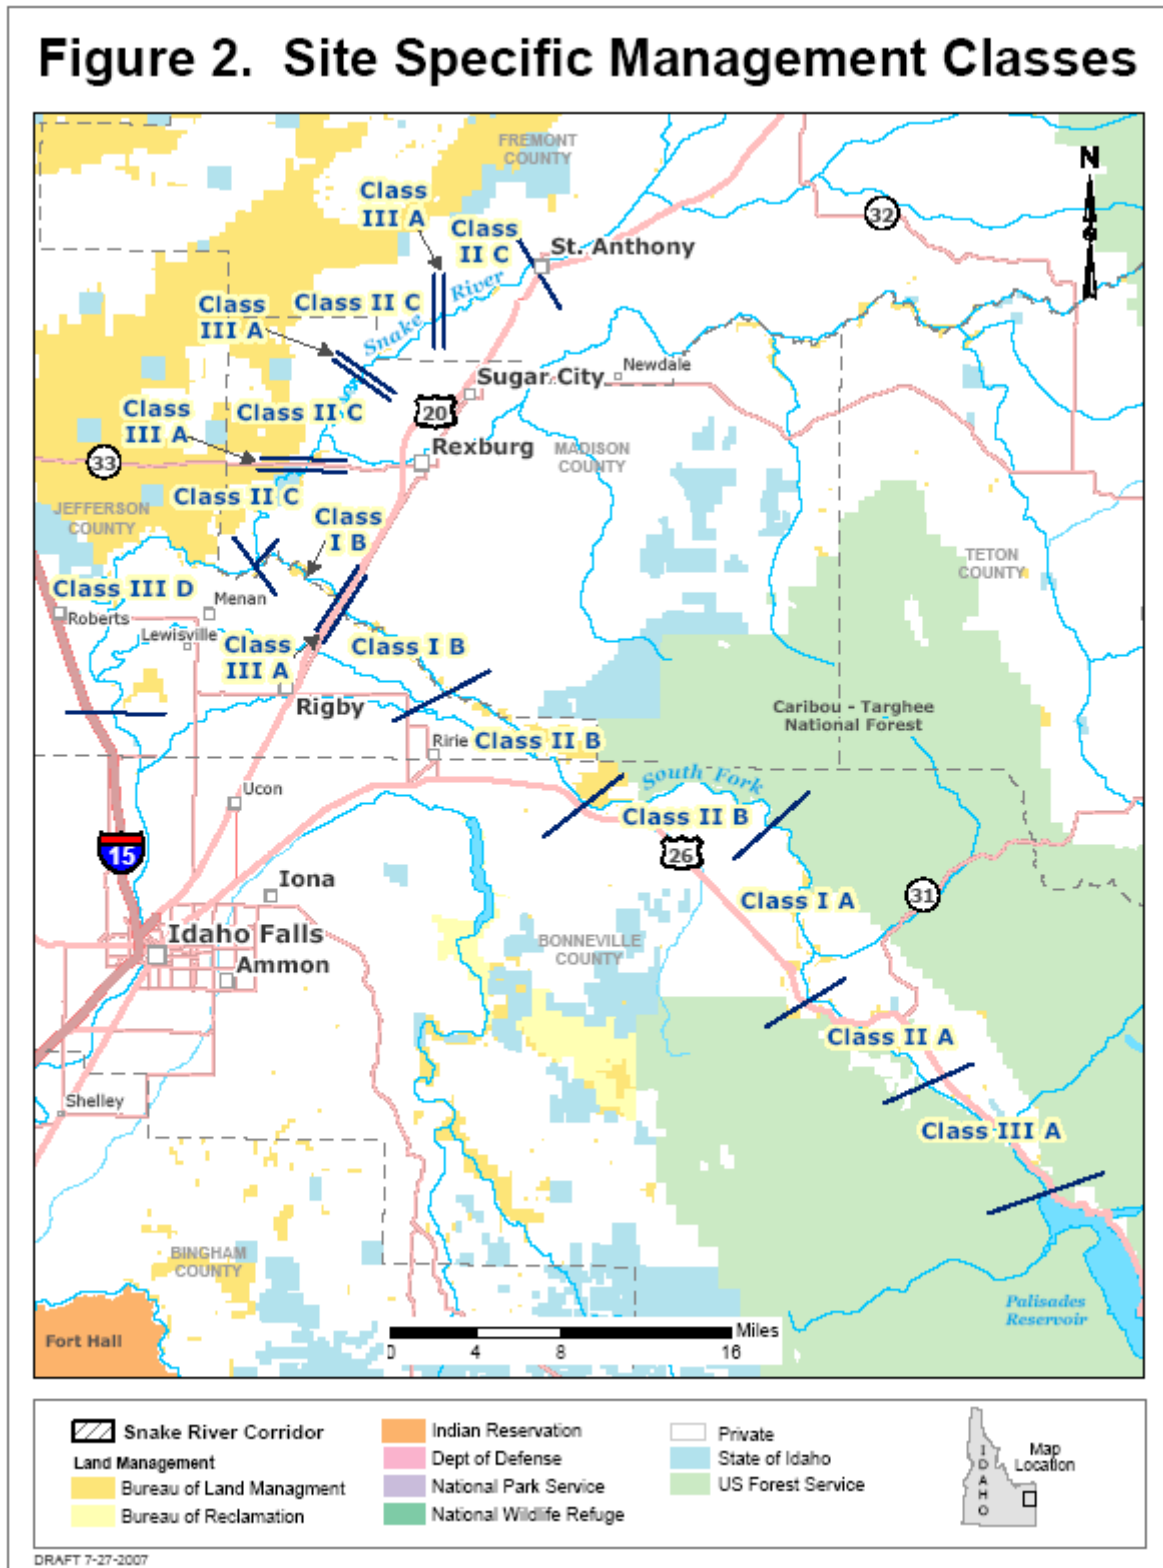 Figure 2. Site Specific Management Classes
FREMONT
COUNTY
N
Class
III A
Class
II C
32
St. Anthony
Class
III A
Class II C
Snake River
Newdale
Sugar City
20
Class
III A
Class II C
Rexburg
MADISON
COUNTY
33
Class II C
JEFFERSON
COUNTY
Class
I B
TETON
COUNTY
Class III D
Menan
Roberts
Lewisville
Class
III A
Class I B
Rigby
Caribou - Targhee
National Forest
Ririe
Class II B
South Fork
Ucon
Class II B
15
26
Iona
Class I A
31
Idaho Falls
BONNEVILLE
COUNTY
Ammon
Class II A
Shelley
Class III A
BINGHAM
COUNTY
Palisades
Reservoir
Fort Hall
Miles
0 4 8 16
Snake River Corridor
Land Management
Bureau of Land Managment
Bureau of Reclamation
Indian Reservation
Dept of Defense
National Park Service
National Wildlife Refuge
Private
State of Idaho
US Forest Service
IDAHO
Map
Location
DRAFT 7-27-2007